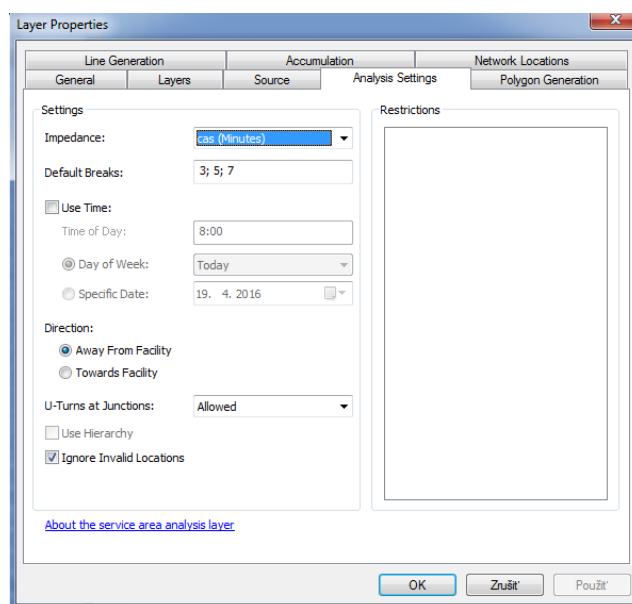 Layer Properties
Line Generation Accumulation Network Locations
General Layers Source Analysis Settings Polygon Generation
Settings Restrictions
Impedance: cas (Minutes)
Default Breaks: 3; 5; 7
Use Time:
Time of Day: 8:00
Day of Week: Today
Specific Date: 19. 4. 2016
Direction:
Away From Facility
Towards Facility
U-Turns at Junctions: Allowed
Use Hierarchy
Ignore Invalid Locations
About the service area analysis layer
OK Zrušiť Použiť